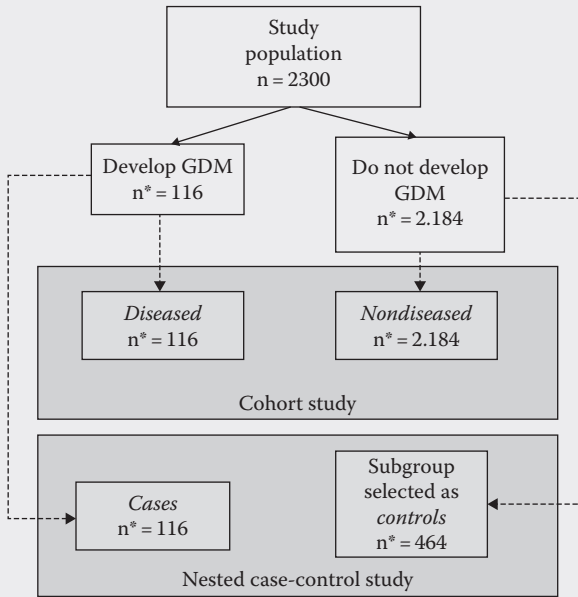 Study
population
n = 2300
Develop GDM
n* = 116
Do not develop
GDM
n* = 2.184
Diseased
n* = 116
Nondiseased
n* = 2.184
Cohort study
Cases
n* = 116
Subgroup
selected as
controls
n* = 464
Nested case-control study